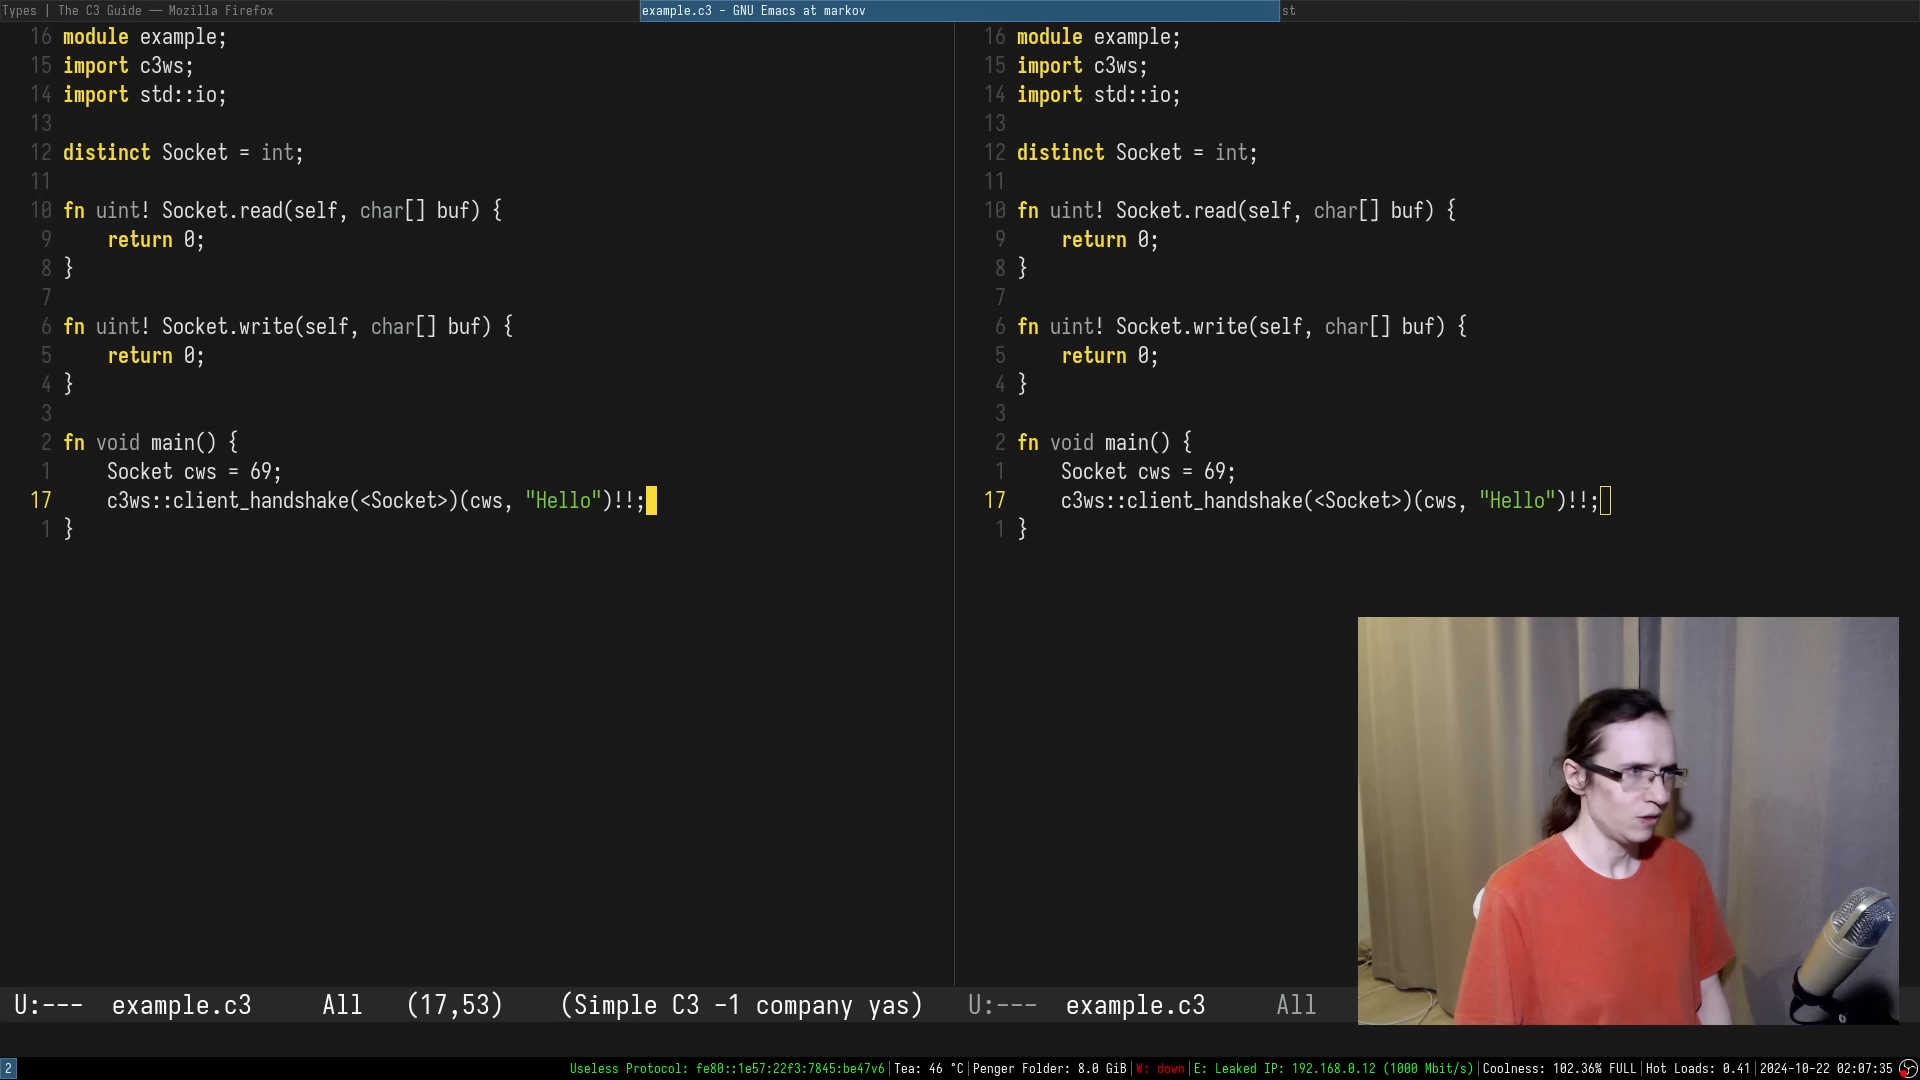 Types | The C3 Guide — Mozilla Firefox
example.c3 - GNU Emacs at markov
st
16 module example;
15 import c3ws;
14 import std::io;
13
12 distinct Socket = int;
11
10 fn uint! Socket.read(self, char[] buf) {
9     return 0;
8 }
7
6 fn uint! Socket.write(self, char[] buf) {
5     return 0;
4 }
3
2 fn void main() {
1     Socket cws = 69;
17     c3ws::client_handshake(<Socket>)(cws, "Hello")!!;
1 }
U:---  example.c3     All   (17,53)    (Simple C3 -1 company yas)
16 module example;
15 import c3ws;
14 import std::io;
13
12 distinct Socket = int;
11
10 fn uint! Socket.read(self, char[] buf) {
9     return 0;
8 }
7
6 fn uint! Socket.write(self, char[] buf) {
5     return 0;
4 }
3
2 fn void main() {
1     Socket cws = 69;
17     c3ws::client_handshake(<Socket>)(cws, "Hello")!!;
1 }
U:---  example.c3     All
2
Useless Protocol: fe80::1e57:22f3:7845:be47v6|Tea: 46 °C|Penger Folder: 8.0 GiB|W: down|E: Leaked IP: 192.168.0.12 (1000 Mbit/s)|Coolness: 102.36% FULL|Hot Loads: 0.41|2024-10-22 02:07:35